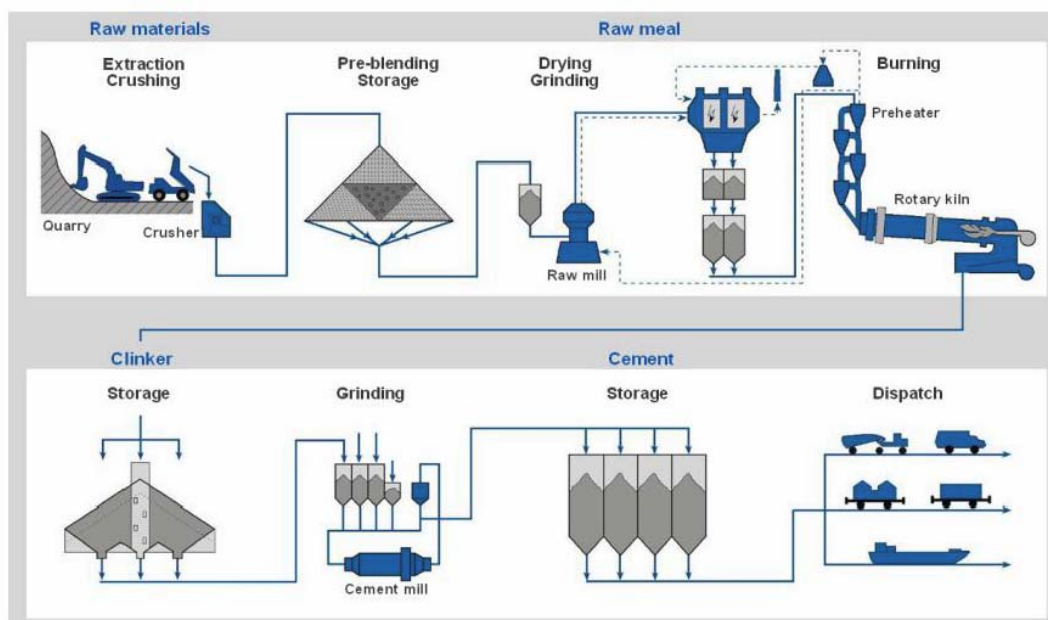 Raw materials
Raw meal
Extraction
Crushing
Pre-blending
Storage
Drying
Grinding
Burning
Preheater
Rotary kiln
Quarry
Crusher
Raw mill
Clinker
Cement
Storage
Grinding
Storage
Dispatch
Cement mill